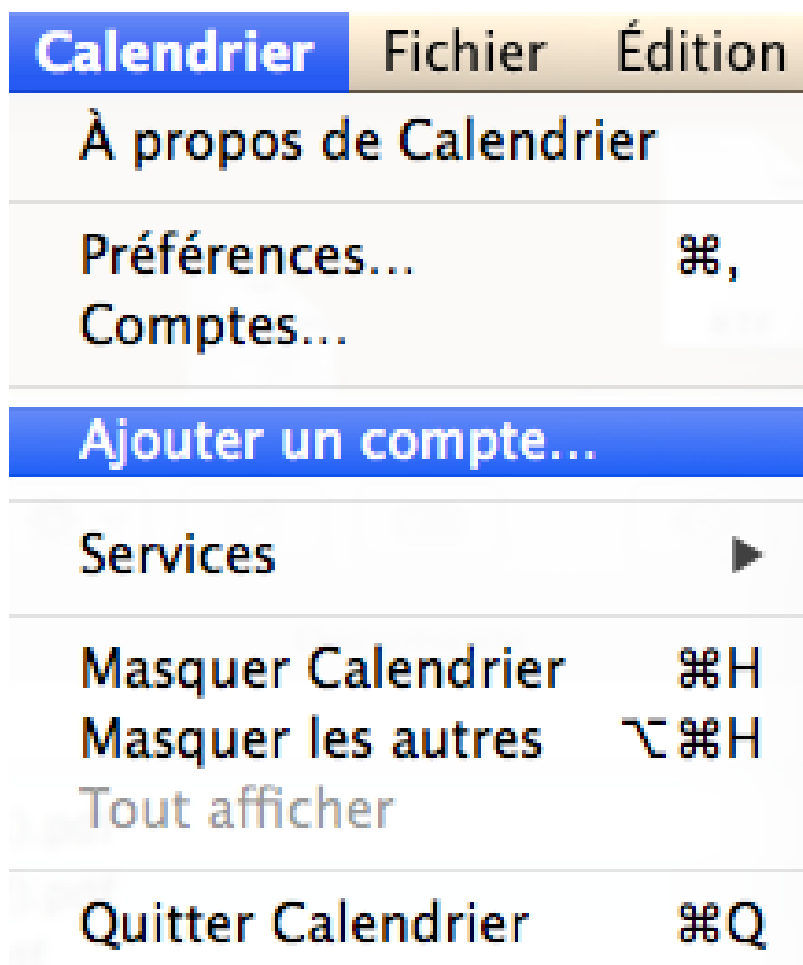 Calendrier Fichier Édition
À propos de Calendrier
Préférences... ⌘,
Comptes...
Ajouter un compte...
Services ▶
Masquer Calendrier ⌘H
Masquer les autres ⌥⌘H
Tout afficher
Quitter Calendrier ⌘Q